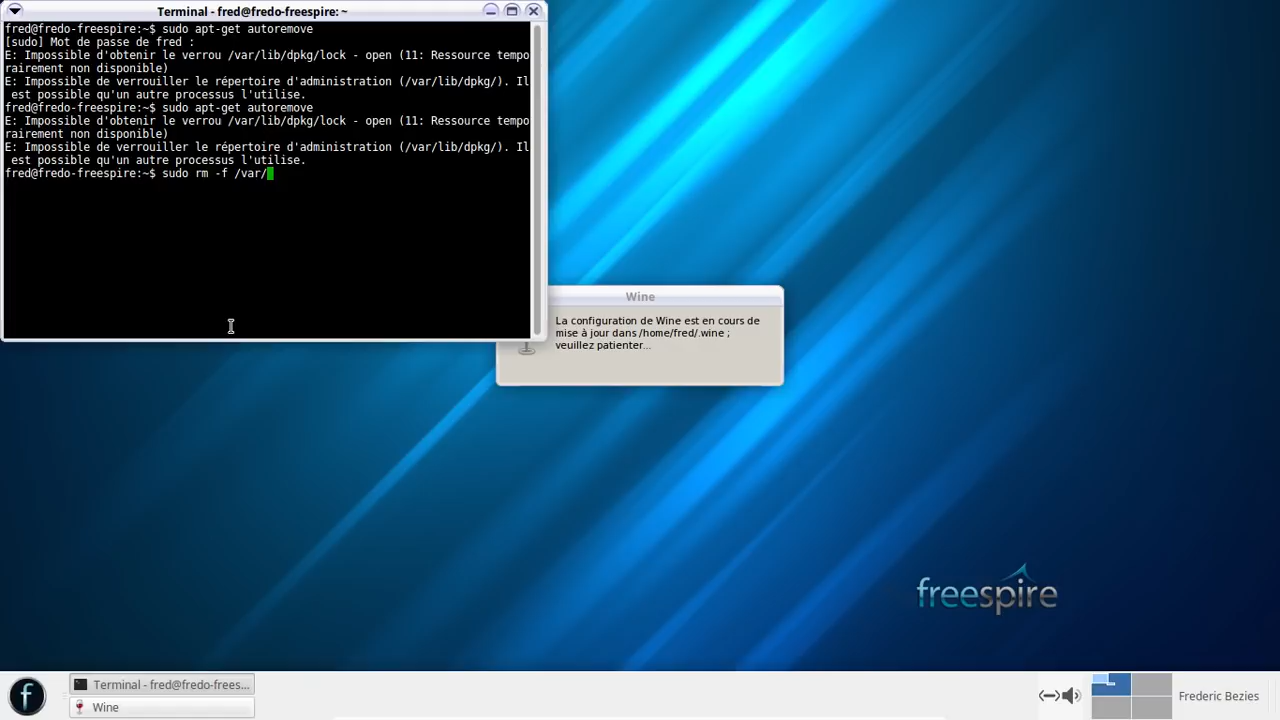 Terminal - fred@fredo-freespire: ~
fred@fredo-freespire:~$ sudo apt-get autoremove
[sudo] Mot de passe de fred :
E: Impossible d'obtenir le verrou /var/lib/dpkg/lock - open (11: Ressource tempo
rairement non disponible)
E: Impossible de verrouiller le répertoire d'administration (/var/lib/dpkg/). Il
est possible qu'un autre processus l'utilise.
fred@fredo-freespire:~$ sudo apt-get autoremove
E: Impossible d'obtenir le verrou /var/lib/dpkg/lock - open (11: Ressource tempo
rairement non disponible)
E: Impossible de verrouiller le répertoire d'administration (/var/lib/dpkg/). Il
est possible qu'un autre processus l'utilise.
fred@fredo-freespire:~$ sudo rm -f /var/
Wine
La configuration de Wine est en cours de
mise à jour dans /home/fred/.wine ;
veuillez patienter...
freespire
f
Terminal - fred@fredo-frees...
Wine
Frederic Bezies